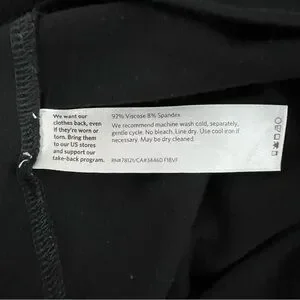 We want our
clothes back, even
if they're worn or
torn. Bring them
to our US stores
and support our
take-back program.
92% Viscose 8% Spandex
We recommend machine wash cold, separately,
gentle cycle. No bleach. Line dry. Use cool iron if
necessary. May be dry cleaned.
RN#78121/CA#34460 F18VF